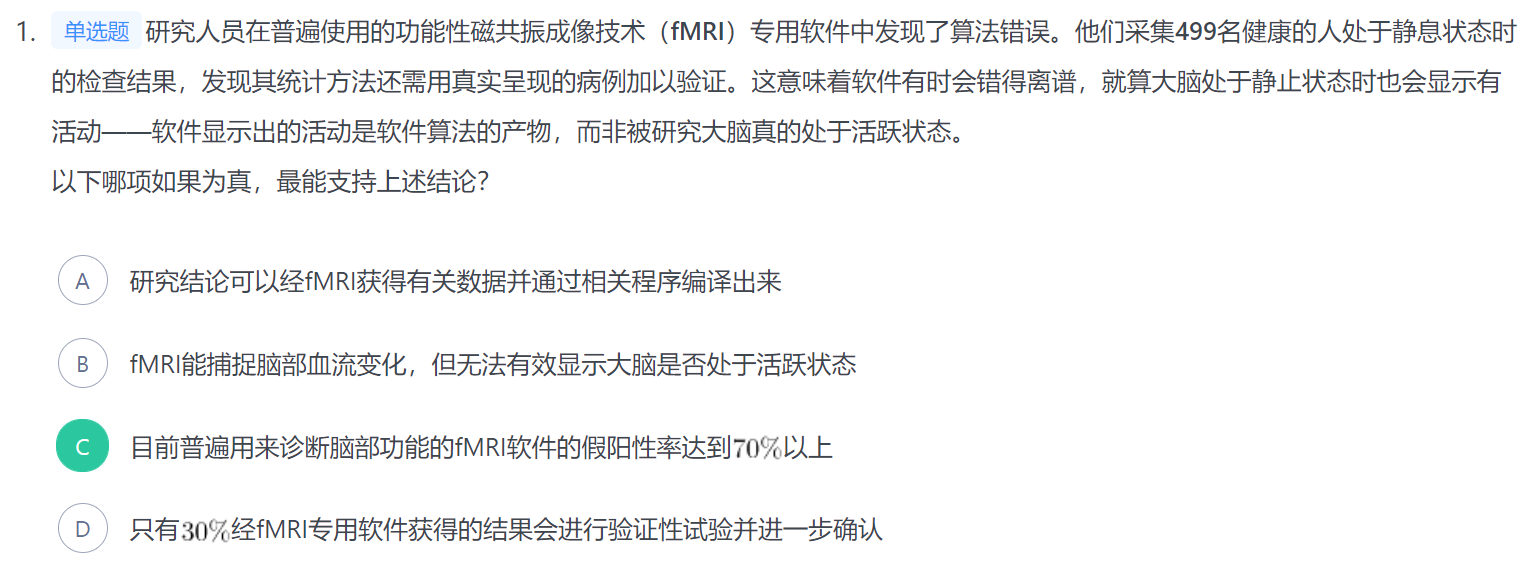 1. 单选题 研究人员在普遍使用的功能性磁共振成像技术（fMRI）专用软件中发现了算法错误。他们采集499名健康的人处于静息状态时
的检查结果，发现其统计方法还需用真实呈现的病例加以验证。这意味着软件有时会错得离谱，就算大脑处于静止状态时也会显示有
活动——软件显示出的活动是软件算法的产物，而非被研究大脑真的处于活跃状态。
以下哪项如果为真，最能支持上述结论？
A 研究结论可以经fMRI获得有关数据并通过相关程序编译出来
B fMRI能捕捉脑部血流变化，但无法有效显示大脑是否处于活跃状态
C 目前普遍用来诊断脑部功能的fMRI软件的假阳性率达到70%以上
D 只有30%经fMRI专用软件获得的结果会进行验证性试验并进一步确认